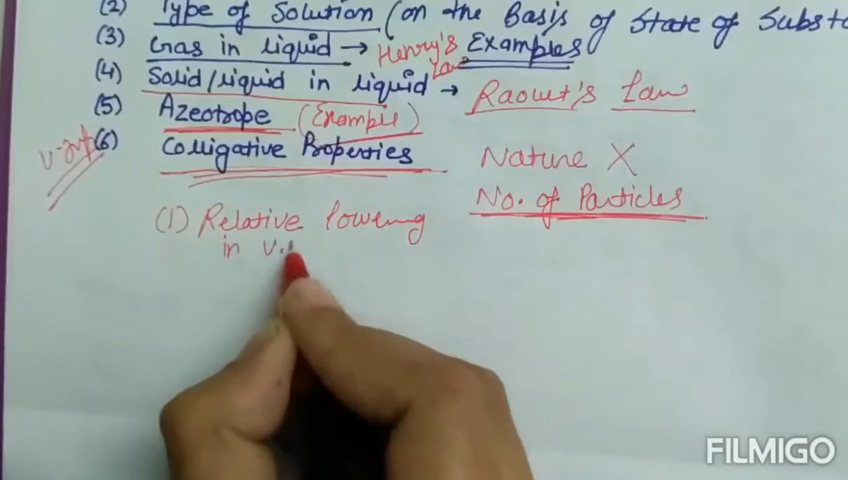 (2) Type of Solution (on the Basis of State of Subst
(3) Gas in liquid → Henry's Law Examples
(4) Solid/liquid in liquid → Raoult's Law
(5) Azeotrope (Example)
v.imp (6) Colligative Properties Nature X
No. of Particles
(1) Relative lowering
in v.
FILMIGO